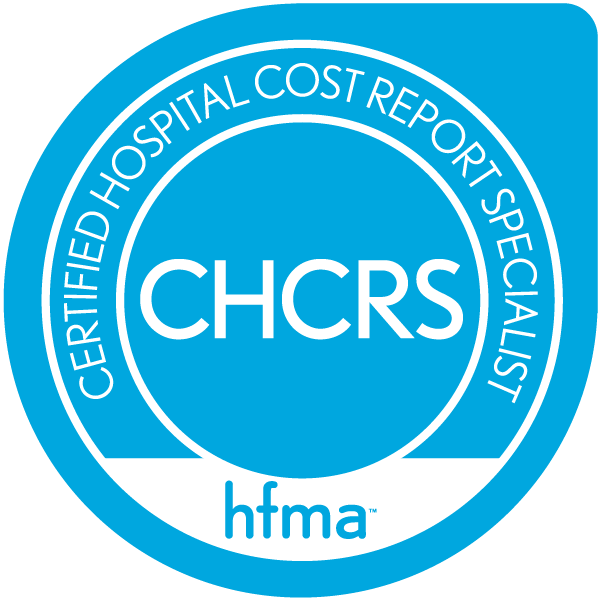 CERTIFIED HOSPITAL COST REPORT SPECIALIST
CHCRS
hfma™